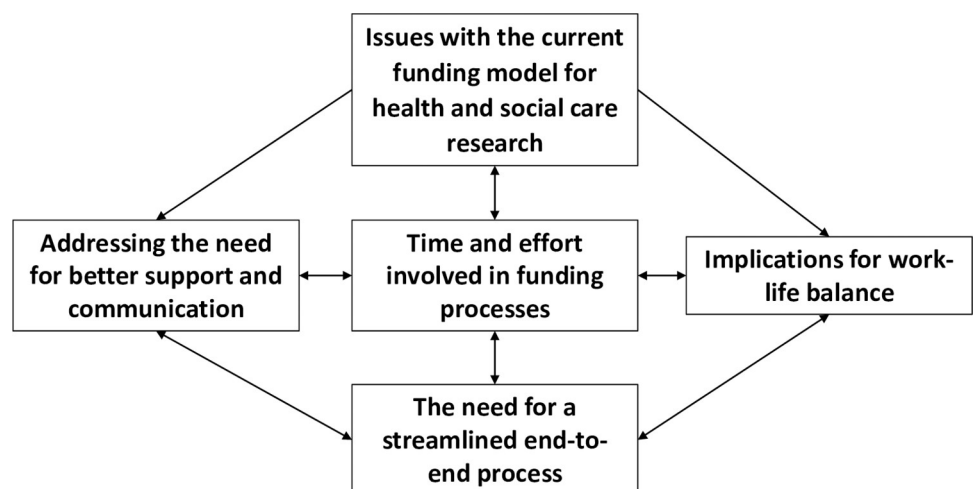 Issues with the current
funding model for
health and social care
research
Addressing the need
for better support and
communication
Time and effort
involved in funding
processes
Implications for work-
life balance
The need for a
streamlined end-to-
end process